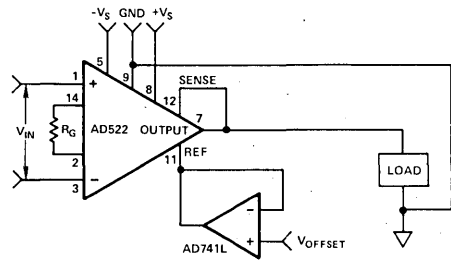 -VS GND +VS
5
9
8
1
+
SENSE
12
14
VIN
RG
AD522 OUTPUT
7
REF
11
2
-
3
LOAD
-
+
AD741L
VOFFSET